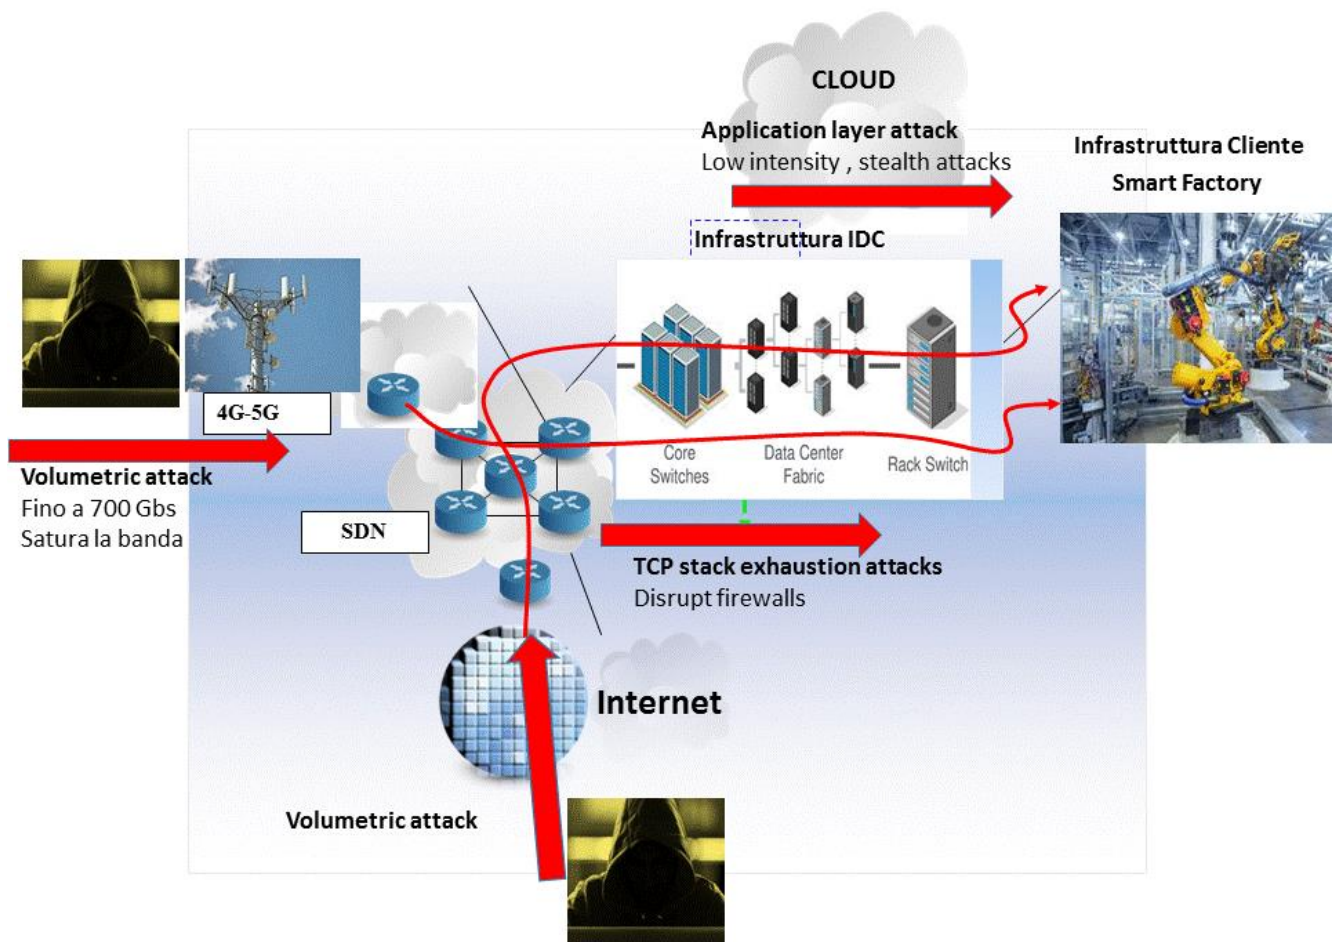 CLOUD
Application layer attack
Low intensity , stealth attacks
Infrastruttura Cliente
Smart Factory
Infrastruttura IDC
4G-5G
Core
Switches
Data Center
Fabric
Rack Switch
Volumetric attack
Fino a 700 Gbs
Satura la banda
SDN
TCP stack exhaustion attacks
Disrupt firewalls
Internet
Volumetric attack